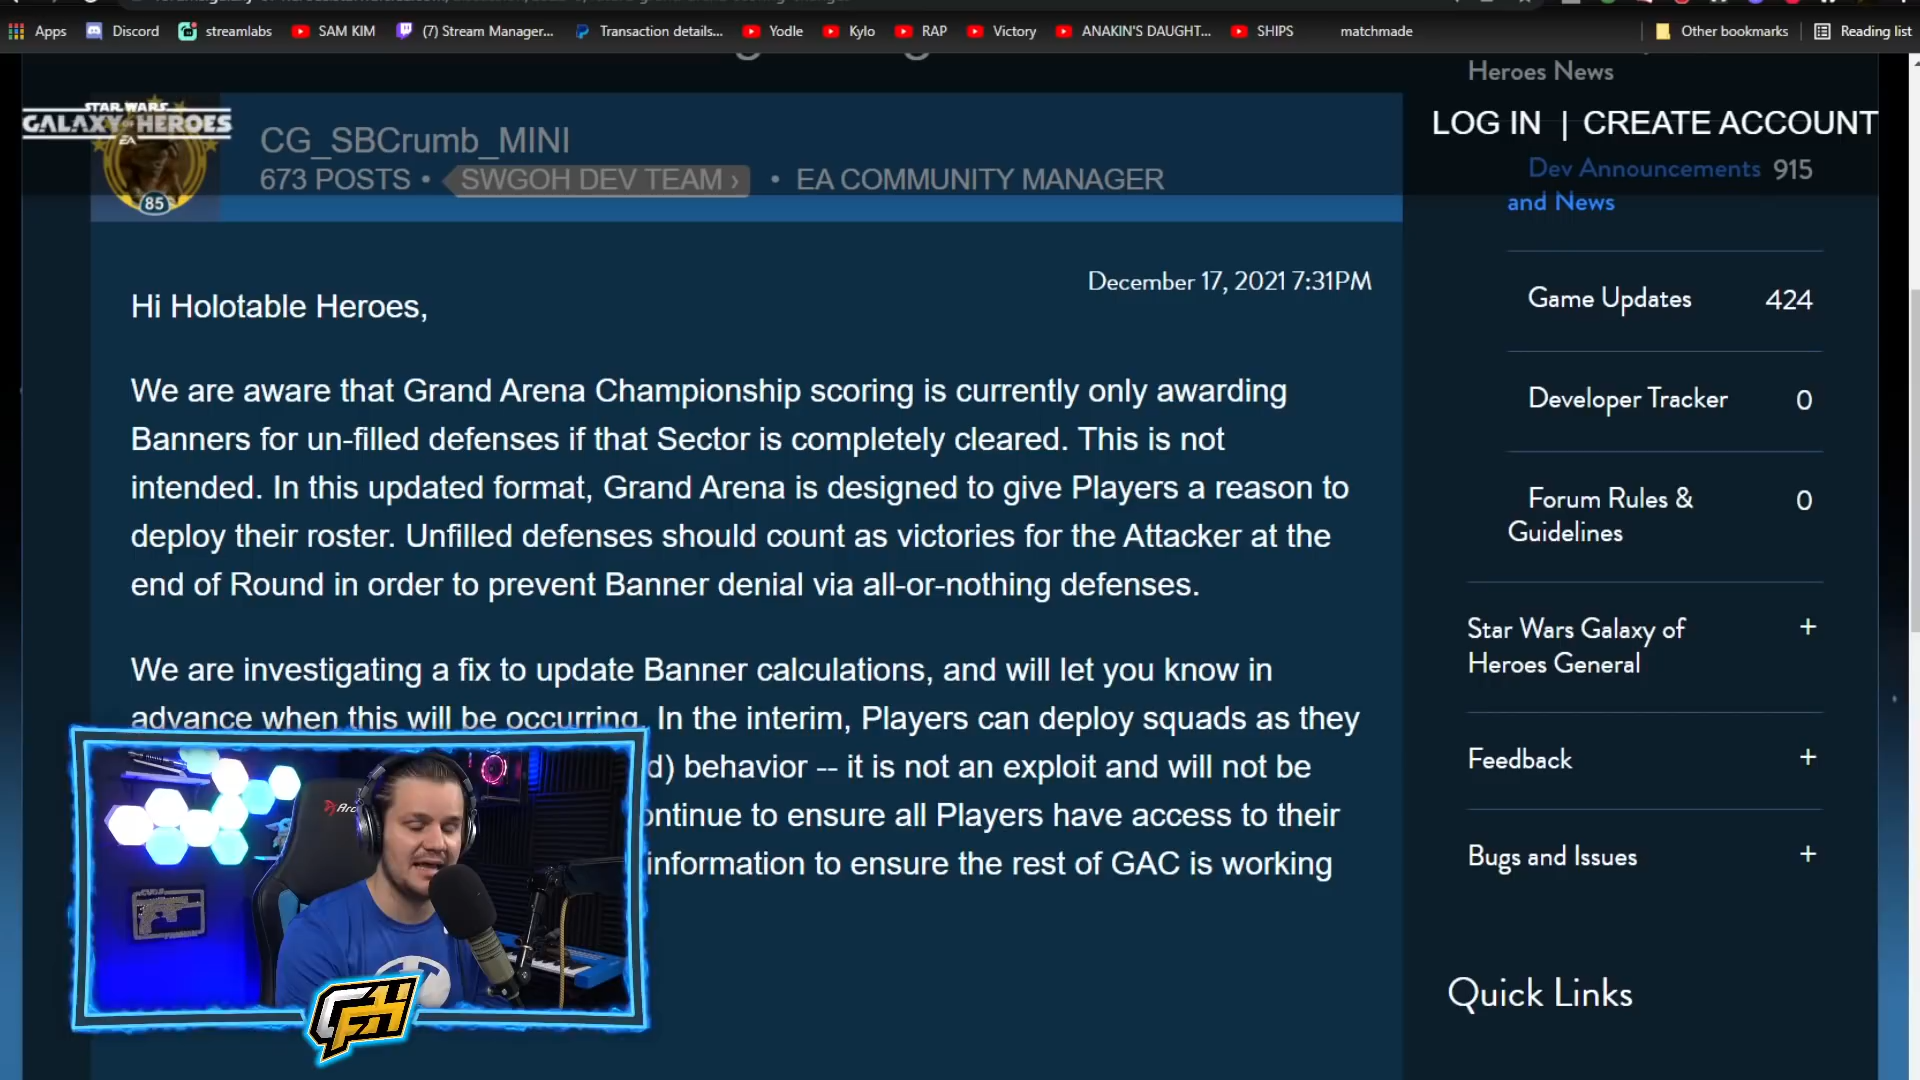 Apps
Discord
streamlabs
SAM KIM
(7) Stream Manager...
Transaction details...
Yodle
Kylo
RAP
Victory
ANAKIN'S DAUGHT...
SHIPS
matchmade
Other bookmarks
Reading list
STAR WARS
GALAXY OF HEROES
EA
85
CG_SBCrumb_MINI
673 POSTS • SWGOH DEV TEAM › • EA COMMUNITY MANAGER
December 17, 2021 7:31PM
Hi Holotable Heroes,
We are aware that Grand Arena Championship scoring is currently only awarding
Banners for un-filled defenses if that Sector is completely cleared. This is not
intended. In this updated format, Grand Arena is designed to give Players a reason to
deploy their roster. Unfilled defenses should count as victories for the Attacker at the
end of Round in order to prevent Banner denial via all-or-nothing defenses.
We are investigating a fix to update Banner calculations, and will let you know in
advance when this will be occurring. In the interim, Players can deploy squads as they
d) behavior -- it is not an exploit and will not be
ontinue to ensure all Players have access to their
information to ensure the rest of GAC is working
Heroes News
LOG IN | CREATE ACCOUNT
Dev Announcements 915
and News
Game Updates 424
Developer Tracker 0
Forum Rules & 0
Guidelines
Star Wars Galaxy of +
Heroes General
Feedback +
Bugs and Issues +
Quick Links